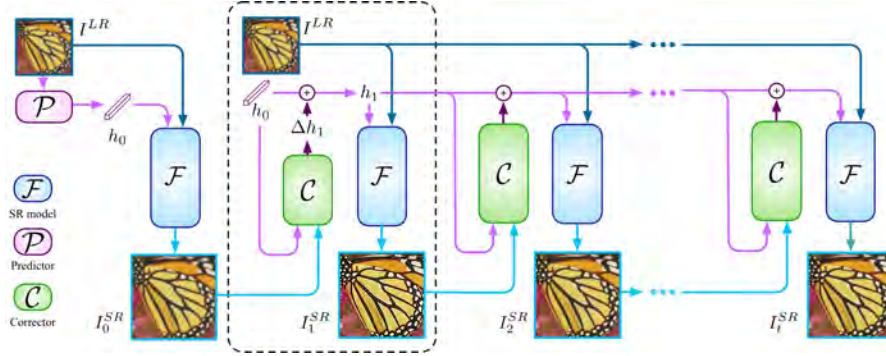 I^{LR}
I^{LR}
P
h_0
h_0
+
h_1
+
+
Δh_1
F
C
F
C
F
C
F
F
SR model
P
Predictor
C
Corrector
I_0^{SR}
I_1^{SR}
I_2^{SR}
I_t^{SR}